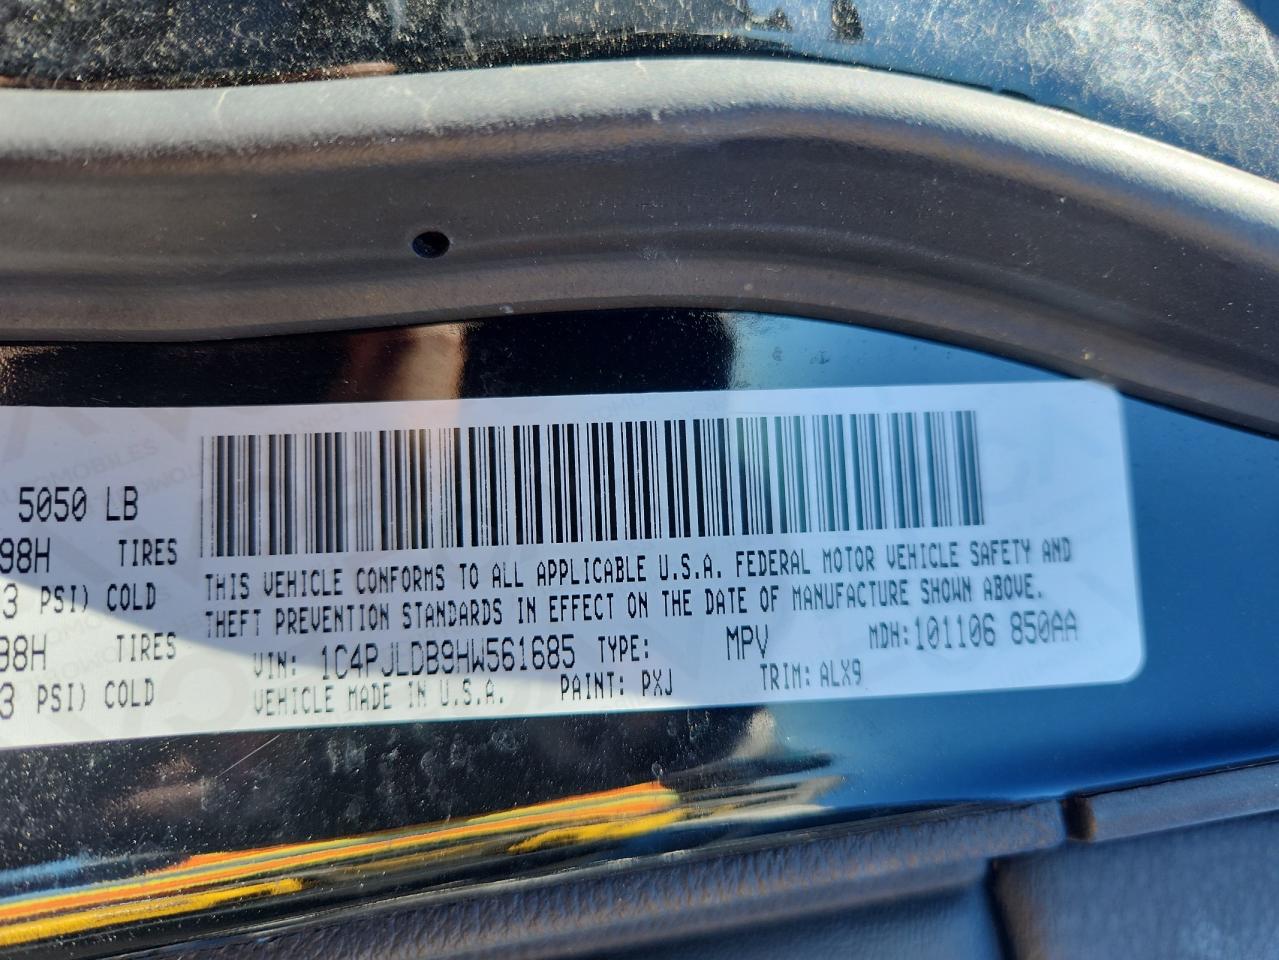 5050 LB
98H TIRES
3 PSI) COLD
98H TIRES
3 PSI) COLD
THIS VEHICLE CONFORMS TO ALL APPLICABLE U.S.A. FEDERAL MOTOR VEHICLE SAFETY AND
THEFT PREVENTION STANDARDS IN EFFECT ON THE DATE OF MANUFACTURE SHOWN ABOVE.
VIN: 1C4PJLDB9HW561685 TYPE: MPV MDH: 101106 850AA
VEHICLE MADE IN U.S.A. PAINT: PXJ TRIM: ALX9